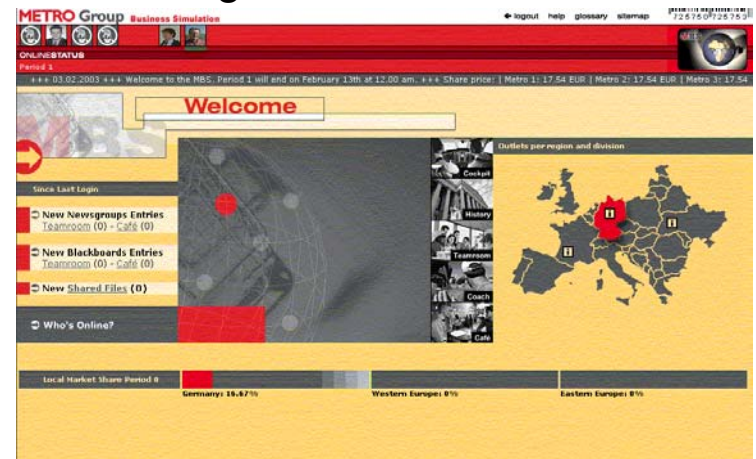 METRO Group Business Simulation
logout help glossary sitemap
ONLINESTATUS
Period 1
+++ 03.02.2003 +++ Welcome to the MBS. Period 1 will end on February 13th at 12.00 am. +++ Share price: | Metro 1: 17.54 EUR | Metro 2: 17.54 EUR | Metro 3: 17.54
Welcome
MBS
Outlets per region and division
Since Last Login
New Newsgroups Entries
Teamroom (0) - Café (0)
New Blackboards Entries
Teamroom (0) - Café (0)
New Shared Files (0)
Who's Online?
Cockpit
History
Teamroom
Coach
Café
Local Market Share Period 0
Germany: 16.67%
Western Europe: 0%
Eastern Europe: 0%